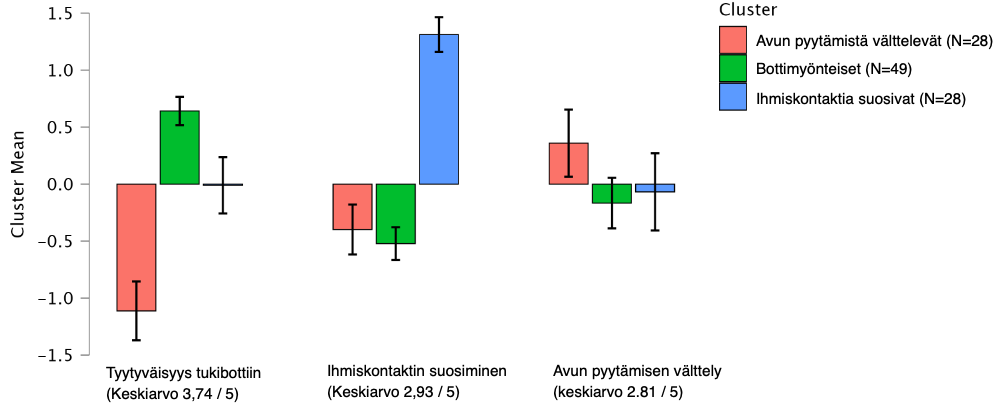 Cluster
Avun pyytämistä välttelevät (N=28)
Bottimyönteiset (N=49)
Ihmiskontaktia suosivat (N=28)
Cluster Mean
1.5
1.0
0.5
0.0
−0.5
−1.0
−1.5
Tyytyväisyys tukibottiin
(Keskiarvo 3,74 / 5)
Ihmiskontaktin suosiminen
(Keskiarvo 2,93 / 5)
Avun pyytämisen välttely
(keskiarvo 2.81 / 5)